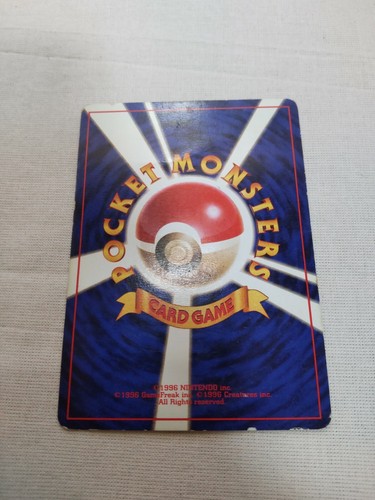 POCKET MONSTERS
CARD GAME
©1996 NINTENDO inc.
©1996 GameFreak inc. ©1996 Creatures inc.
All Rights reserved.